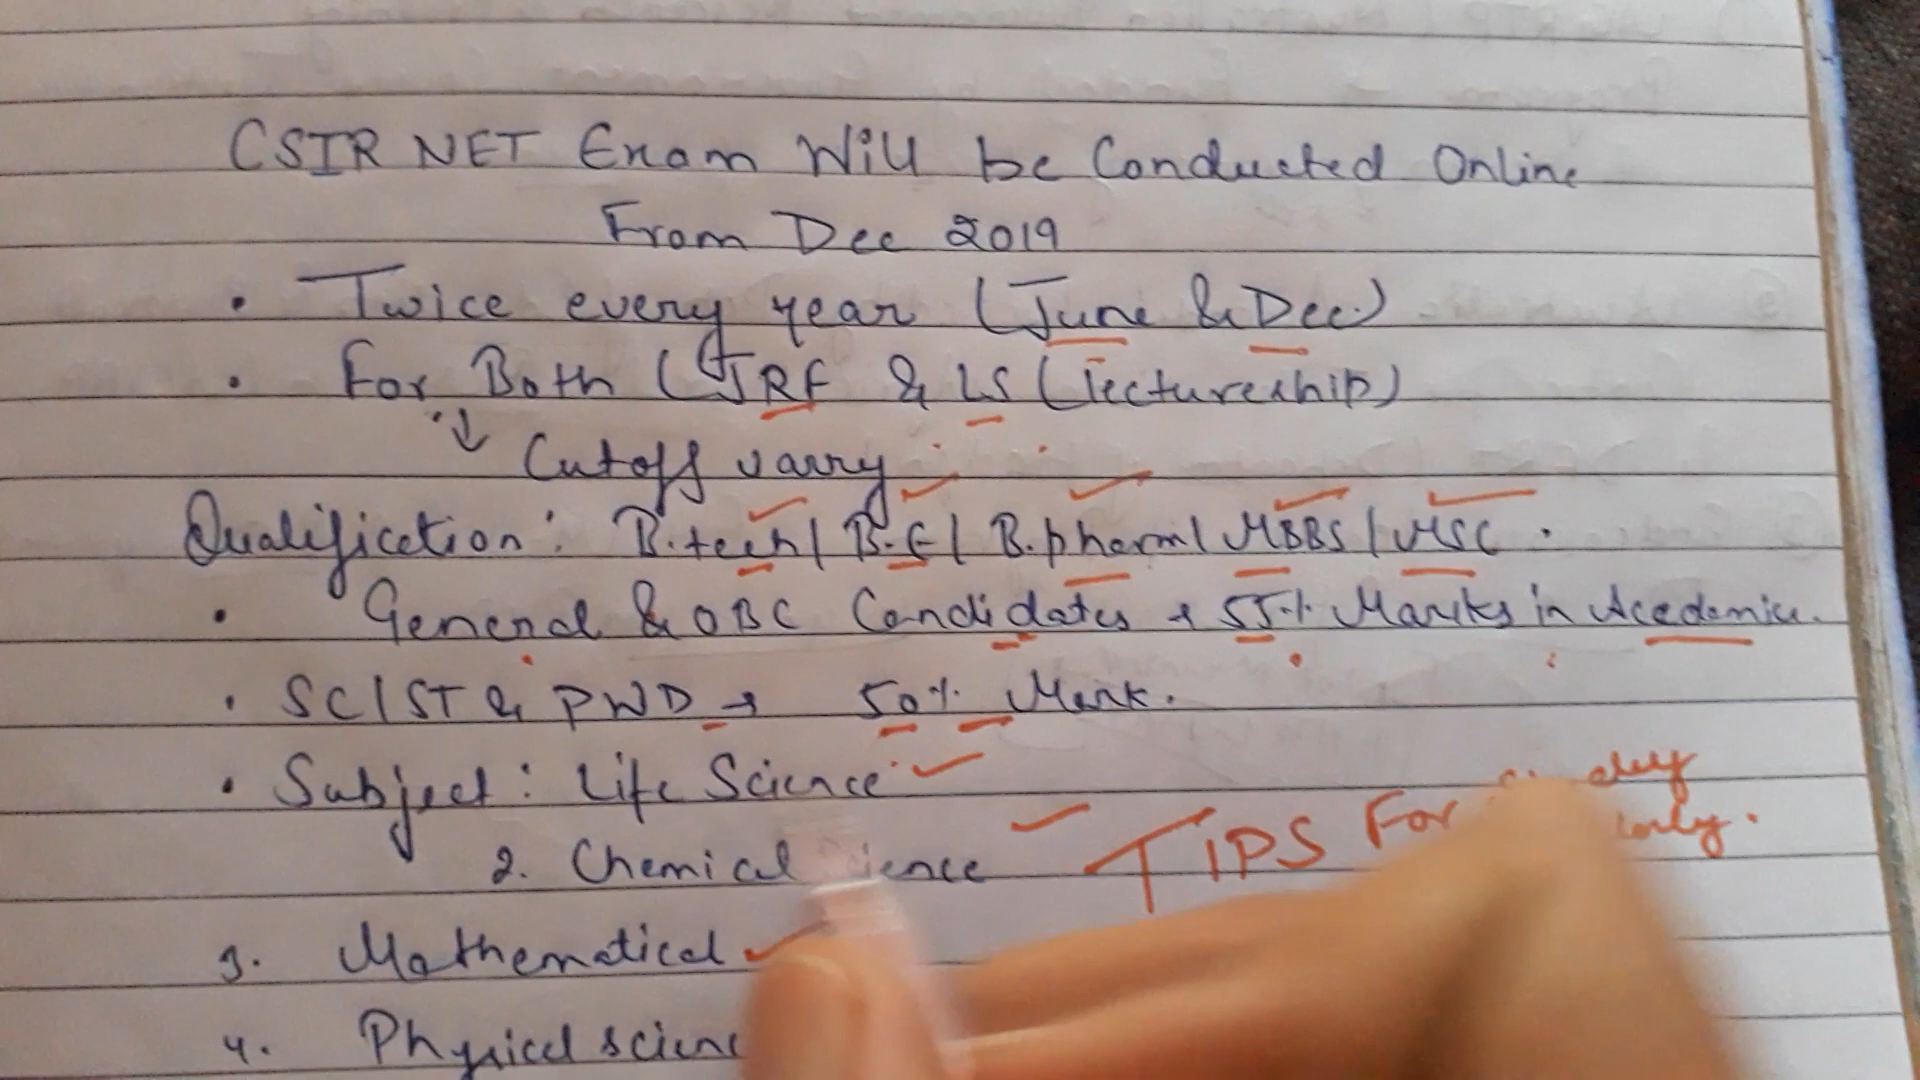 CSIR NET Exam Will be Conducted Online
From Dec 2019
• Twice every year (June & Dec.)
• For Both (JRF & LS (lectureship)
↓ Cutoff varry
Qualification: B.tech / B.E / B.pharm / MBBS / MSC.
• General & OBC Candidates → 55% Marks in Acedemic.
• SC/ST & PWD → 50% Mark.
• Subject: Life Science
2. Chemical
TIPS For
3. Mathematical
4. Physical